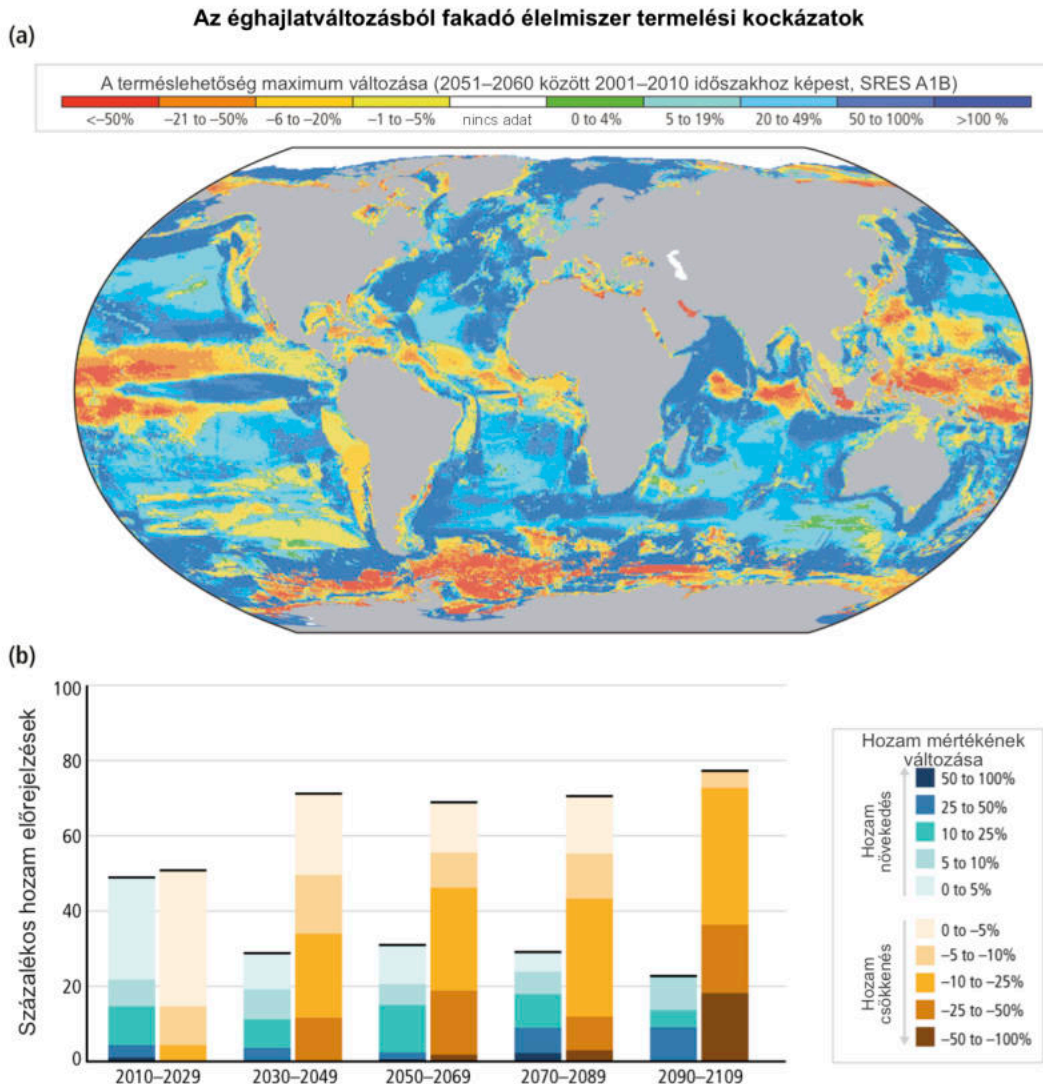 Az éghajlatváltozásból fakadó élelmiszer termelési kockázatok
(a)
A terméslehetőség maximum változása (2051–2060 között 2001–2010 időszakhoz képest, SRES A1B)
<–50% –21 to –50% –6 to –20% –1 to –5% nincs adat 0 to 4% 5 to 19% 20 to 49% 50 to 100% >100 %
(b)
Százalékos hozam előrejelzések
100
80
60
40
20
0
2010–2029 2030–2049 2050–2069 2070–2089 2090–2109
Hozam mértékének
változása
Hozam
növekedés
50 to 100%
25 to 50%
10 to 25%
5 to 10%
0 to 5%
Hozam
csökkenés
0 to –5%
–5 to –10%
–10 to –25%
–25 to –50%
–50 to –100%